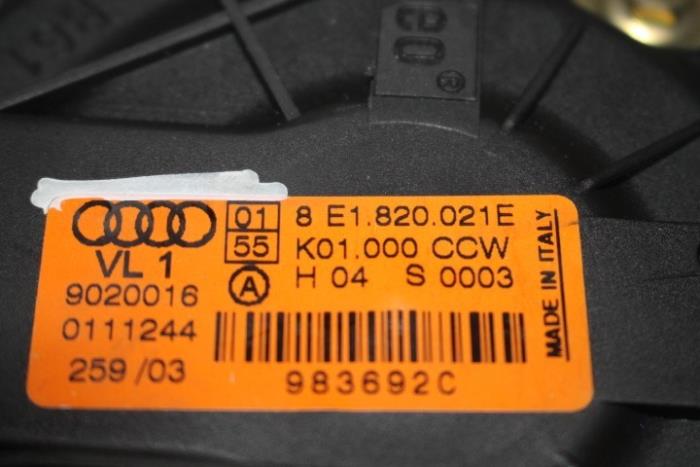 eo®
VL 1
9020016
0111244
259 /03
01
55
A
8 E1.820.021E
K01.000 CCW
H 04 S 0003
983692C
MADE IN ITALY